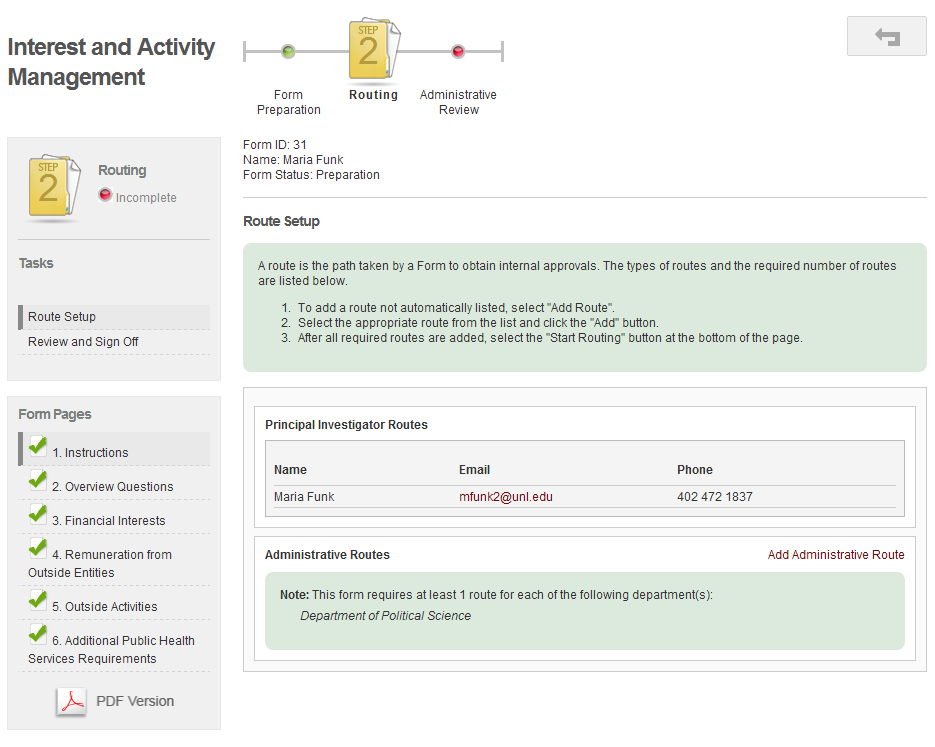 Interest and Activity
Management
STEP
2
Form
Preparation
Routing
Administrative
Review
STEP
2
Routing
Incomplete
Tasks
Route Setup
Review and Sign Off
Form Pages
1. Instructions
2. Overview Questions
3. Financial Interests
4. Remuneration from
Outside Entities
5. Outside Activities
6. Additional Public Health
Services Requirements
PDF Version
Form ID: 31
Name: Maria Funk
Form Status: Preparation
Route Setup
A route is the path taken by a Form to obtain internal approvals. The types of routes and the required number of routes
are listed below.
1. To add a route not automatically listed, select "Add Route".
2. Select the appropriate route from the list and click the "Add" button.
3. After all required routes are added, select the "Start Routing" button at the bottom of the page.
Principal Investigator Routes
Name Email Phone
Maria Funk mfunk2@unl.edu 402 472 1837
Administrative Routes Add Administrative Route
Note: This form requires at least 1 route for each of the following department(s):
Department of Political Science